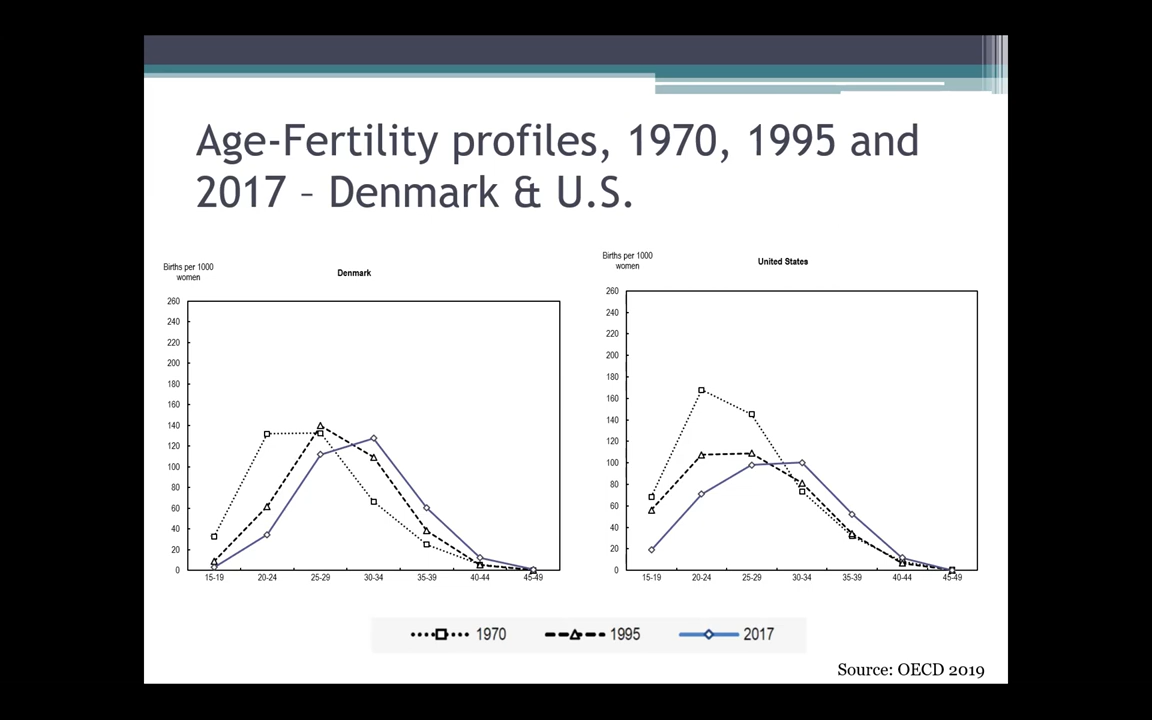 Age-Fertility profiles, 1970, 1995 and
2017 – Denmark & U.S.
Births per 1000
women
Denmark
260
240
220
200
180
160
140
120
100
80
60
40
20
0
15-19 20-24 25-29 30-34 35-39 40-44 45-49
Births per 1000
women
United States
260
240
220
200
180
160
140
120
100
80
60
40
20
0
15-19 20-24 25-29 30-34 35-39 40-44 45-49
1970 1995 2017
Source: OECD 2019